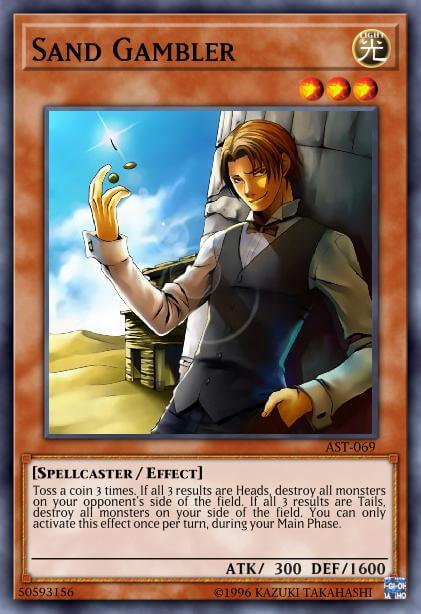 SAND GAMBLER
LIGHT
光
AST-069
[SPELLCASTER / EFFECT]
Toss a coin 3 times. If all 3 results are Heads, destroy all monsters
on your opponent's side of the field. If all 3 results are Tails,
destroy all monsters on your side of the field. You can only
activate this effect once per turn, during your Main Phase.
ATK/ 300 DEF/1600
50593156
©1996 KAZUKI TAKAHASHI